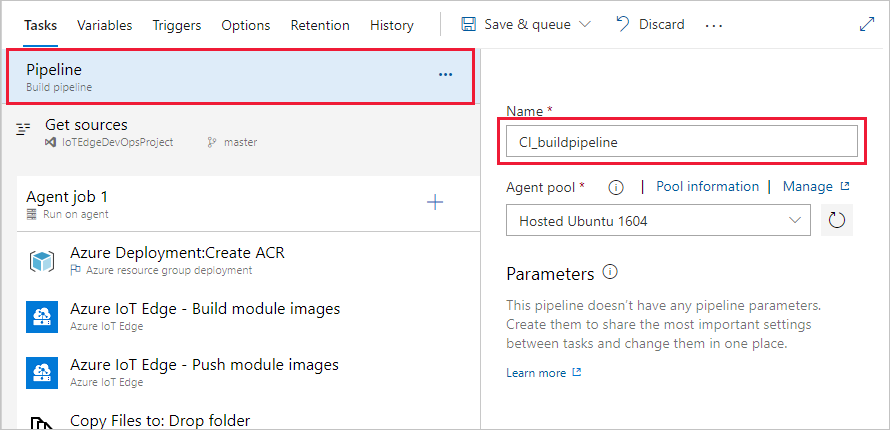 Tasks Variables Triggers Options Retention History Save & queue Discard ...
Pipeline ...
Build pipeline
Get sources
IoTEdgeDevOpsProject master
Agent job 1
Run on agent
Azure Deployment:Create ACR
Azure resource group deployment
Azure IoT Edge - Build module images
Azure IoT Edge
Azure IoT Edge - Push module images
Azure IoT Edge
Copy Files to: Drop folder
Name *
CI_buildpipeline
Agent pool * | Pool information | Manage
Hosted Ubuntu 1604
Parameters
This pipeline doesn't have any pipeline parameters.
Create them to share the most important settings
between tasks and change them in one place.
Learn more